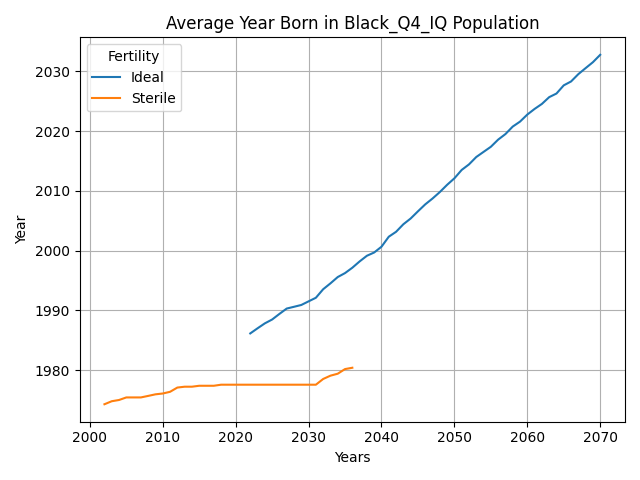 Average Year Born in Black_Q4_IQ Population
Fertility
Ideal
Sterile
Year
2030
2020
2010
2000
1990
1980
2000 2010 2020 2030 2040 2050 2060 2070
Years